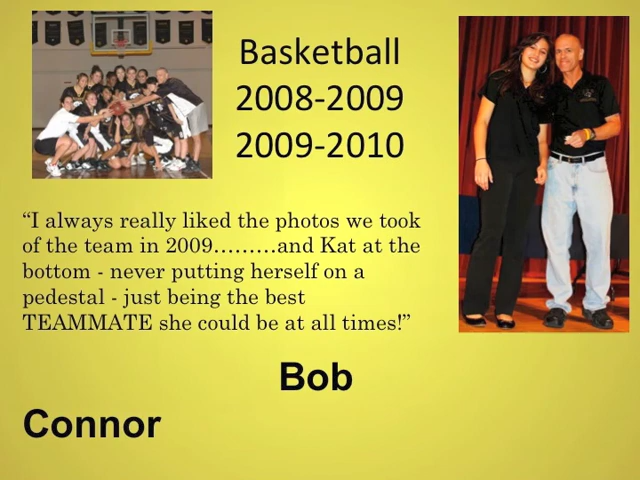 Basketball
2008-2009
2009-2010
“I always really liked the photos we took
of the team in 2009………and Kat at the
bottom - never putting herself on a
pedestal - just being the best
TEAMMATE she could be at all times!”
Bob
Connor